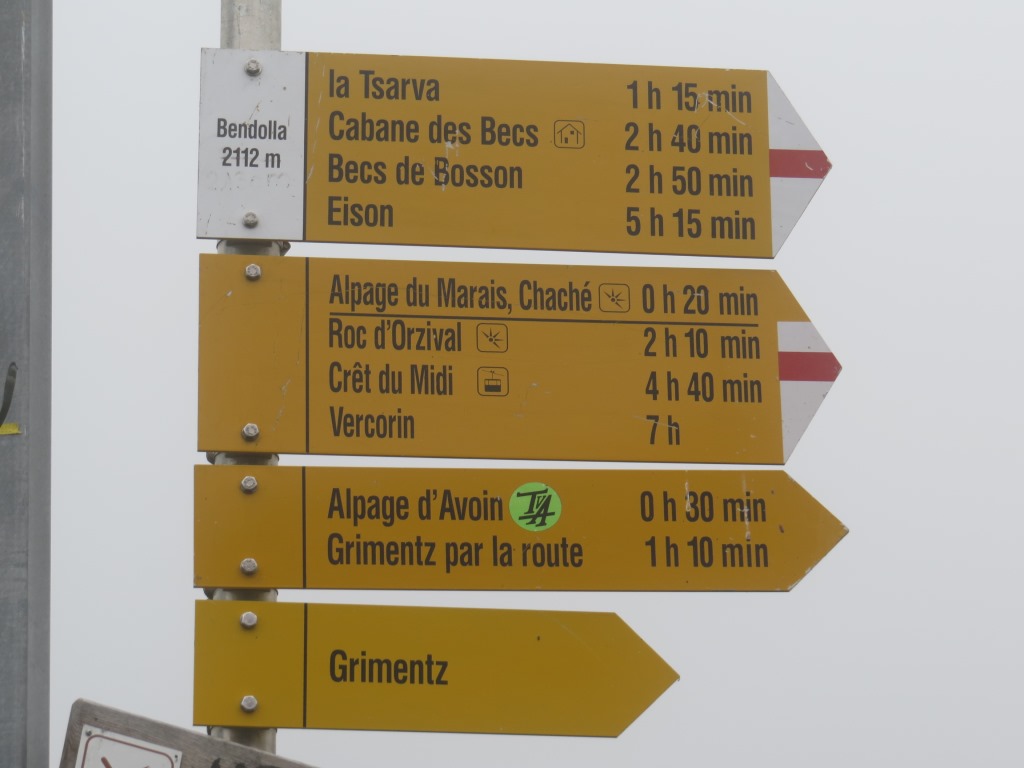 Bendolla
2112 m
la Tsarva 1 h 15 min
Cabane des Becs 2 h 40 min
Becs de Bosson 2 h 50 min
Eison 5 h 15 min
Alpage du Marais, Chaché 0 h 20 min
Roc d'Orzival 2 h 10 min
Crêt du Midi 4 h 40 min
Vercorin 7 h
Alpage d'Avoin TVA 0 h 30 min
Grimentz par la route 1 h 10 min
Grimentz